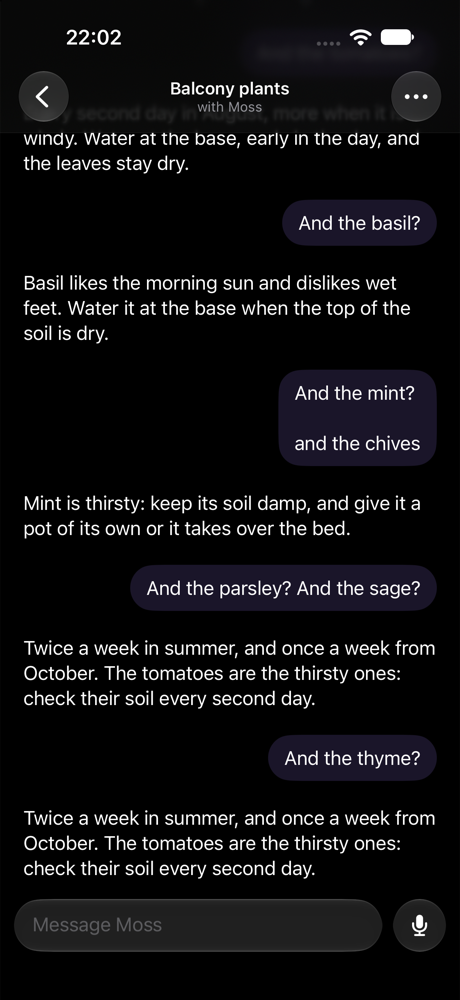 22:02
Balcony plants
with Moss
windy. Water at the base, early in the day, and
the leaves stay dry.
And the basil?
Basil likes the morning sun and dislikes wet
feet. Water it at the base when the top of the
soil is dry.
And the mint?
and the chives
Mint is thirsty: keep its soil damp, and give it a
pot of its own or it takes over the bed.
And the parsley? And the sage?
Twice a week in summer, and once a week from
October. The tomatoes are the thirsty ones:
check their soil every second day.
And the thyme?
Twice a week in summer, and once a week from
October. The tomatoes are the thirsty ones:
check their soil every second day.
Message Moss